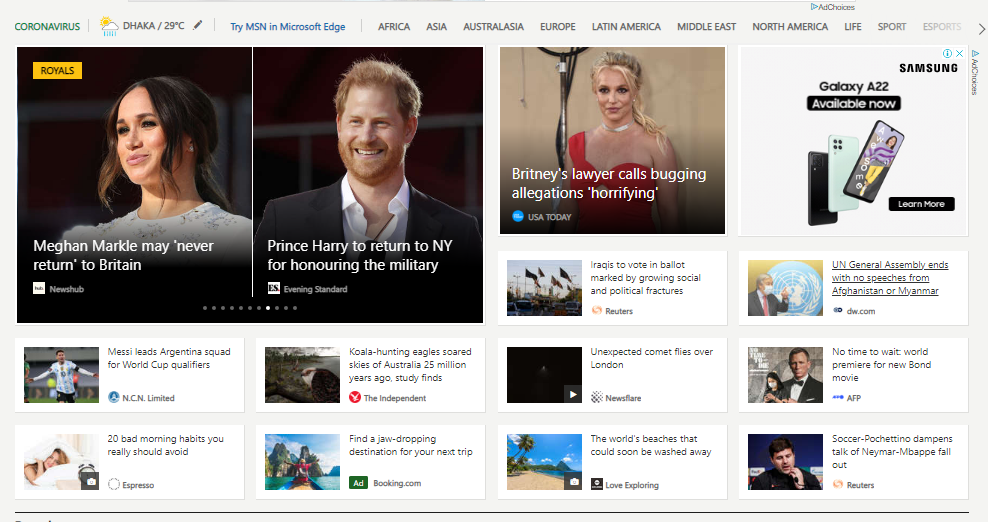 AdChoices
CORONAVIRUS
DHAKA / 29°C
Try MSN in Microsoft Edge
AFRICA
ASIA
AUSTRALASIA
EUROPE
LATIN AMERICA
MIDDLE EAST
NORTH AMERICA
LIFE
SPORT
ESPORTS
ROYALS
Meghan Markle may 'never
return' to Britain
hub Newshub
Prince Harry to return to NY
for honouring the military
ES. Evening Standard
Britney's lawyer calls bugging
allegations 'horrifying'
USA TODAY
SAMSUNG
Galaxy A22
Available now
Awesome
Learn More
AdChoices
Iraqis to vote in ballot
marked by growing social
and political fractures
Reuters
UN General Assembly ends
with no speeches from
Afghanistan or Myanmar
dw.com
Messi leads Argentina squad
for World Cup qualifiers
N.C.N. Limited
Koala-hunting eagles soared
skies of Australia 25 million
years ago, study finds
The Independent
Unexpected comet flies over
London
Newsflare
NO TIME
TO DIE
No time to wait: world
premiere for new Bond
movie
AFP AFP
20 bad morning habits you
really should avoid
Espresso
Find a jaw-dropping
destination for your next trip
Ad Booking.com
The world's beaches that
could soon be washed away
Love Exploring
Soccer-Pochettino dampens
talk of Neymar-Mbappe fall
out
Reuters